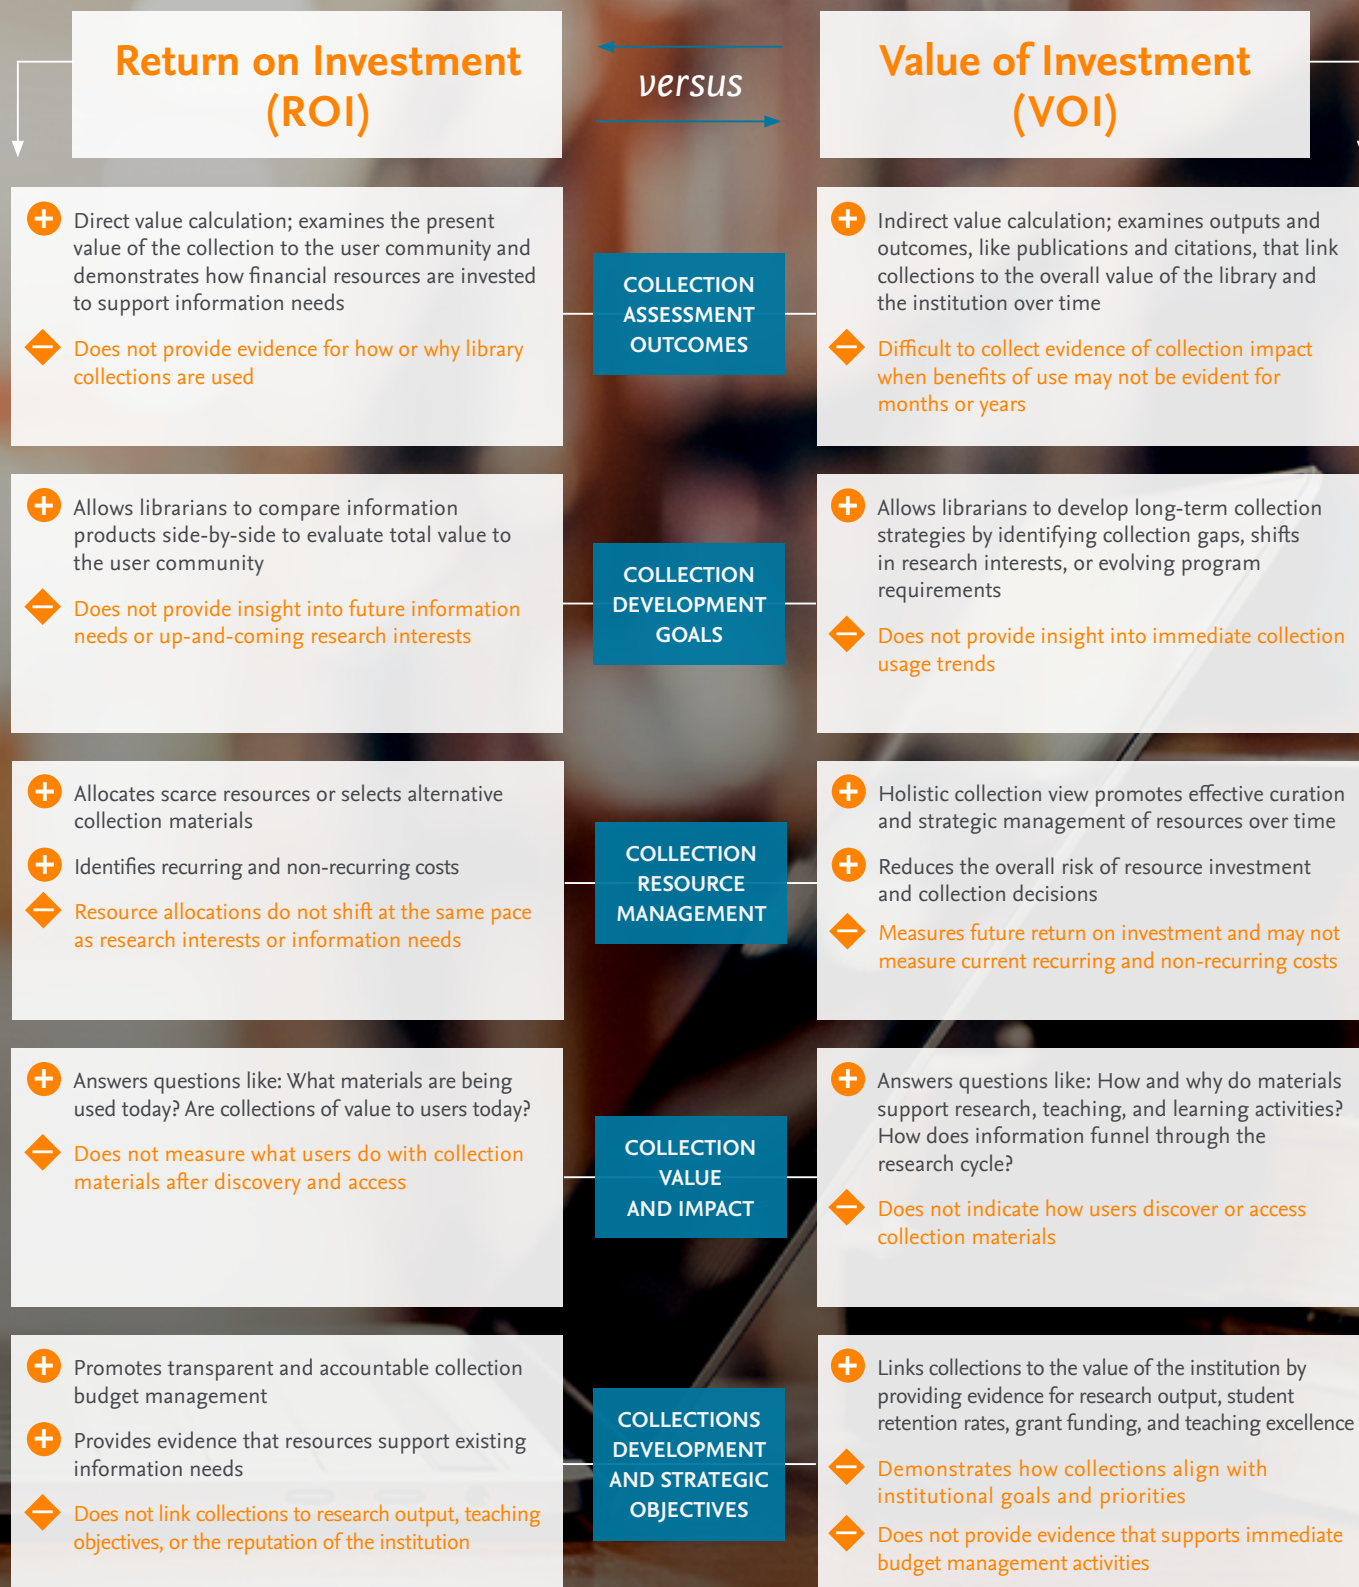 Return on Investment
(ROI)
versus
Value of Investment
(VOI)
Direct value calculation; examines the present
value of the collection to the user community and
demonstrates how financial resources are invested
to support information needs
Does not provide evidence for how or why library
collections are used
COLLECTION
ASSESSMENT
OUTCOMES
Indirect value calculation; examines outputs and
outcomes, like publications and citations, that link
collections to the overall value of the library and
the institution over time
Difficult to collect evidence of collection impact
when benefits of use may not be evident for
months or years
Allows librarians to compare information
products side-by-side to evaluate total value to
the user community
Does not provide insight into future information
needs or up-and-coming research interests
COLLECTION
DEVELOPMENT
GOALS
Allows librarians to develop long-term collection
strategies by identifying collection gaps, shifts
in research interests, or evolving program
requirements
Does not provide insight into immediate collection
usage trends
Allocates scarce resources or selects alternative
collection materials
Identifies recurring and non-recurring costs
Resource allocations do not shift at the same pace
as research interests or information needs
COLLECTION
RESOURCE
MANAGEMENT
Holistic collection view promotes effective curation
and strategic management of resources over time
Reduces the overall risk of resource investment
and collection decisions
Measures future return on investment and may not
measure current recurring and non-recurring costs
Answers questions like: What materials are being
used today? Are collections of value to users today?
Does not measure what users do with collection
materials after discovery and access
COLLECTION
VALUE
AND IMPACT
Answers questions like: How and why do materials
support research, teaching, and learning activities?
How does information funnel through the
research cycle?
Does not indicate how users discover or access
collection materials
Promotes transparent and accountable collection
budget management
Provides evidence that resources support existing
information needs
Does not link collections to research output, teaching
objectives, or the reputation of the institution
COLLECTIONS
DEVELOPMENT
AND STRATEGIC
OBJECTIVES
Links collections to the value of the institution by
providing evidence for research output, student
retention rates, grant funding, and teaching excellence
Demonstrates how collections align with
institutional goals and priorities
Does not provide evidence that supports immediate
budget management activities